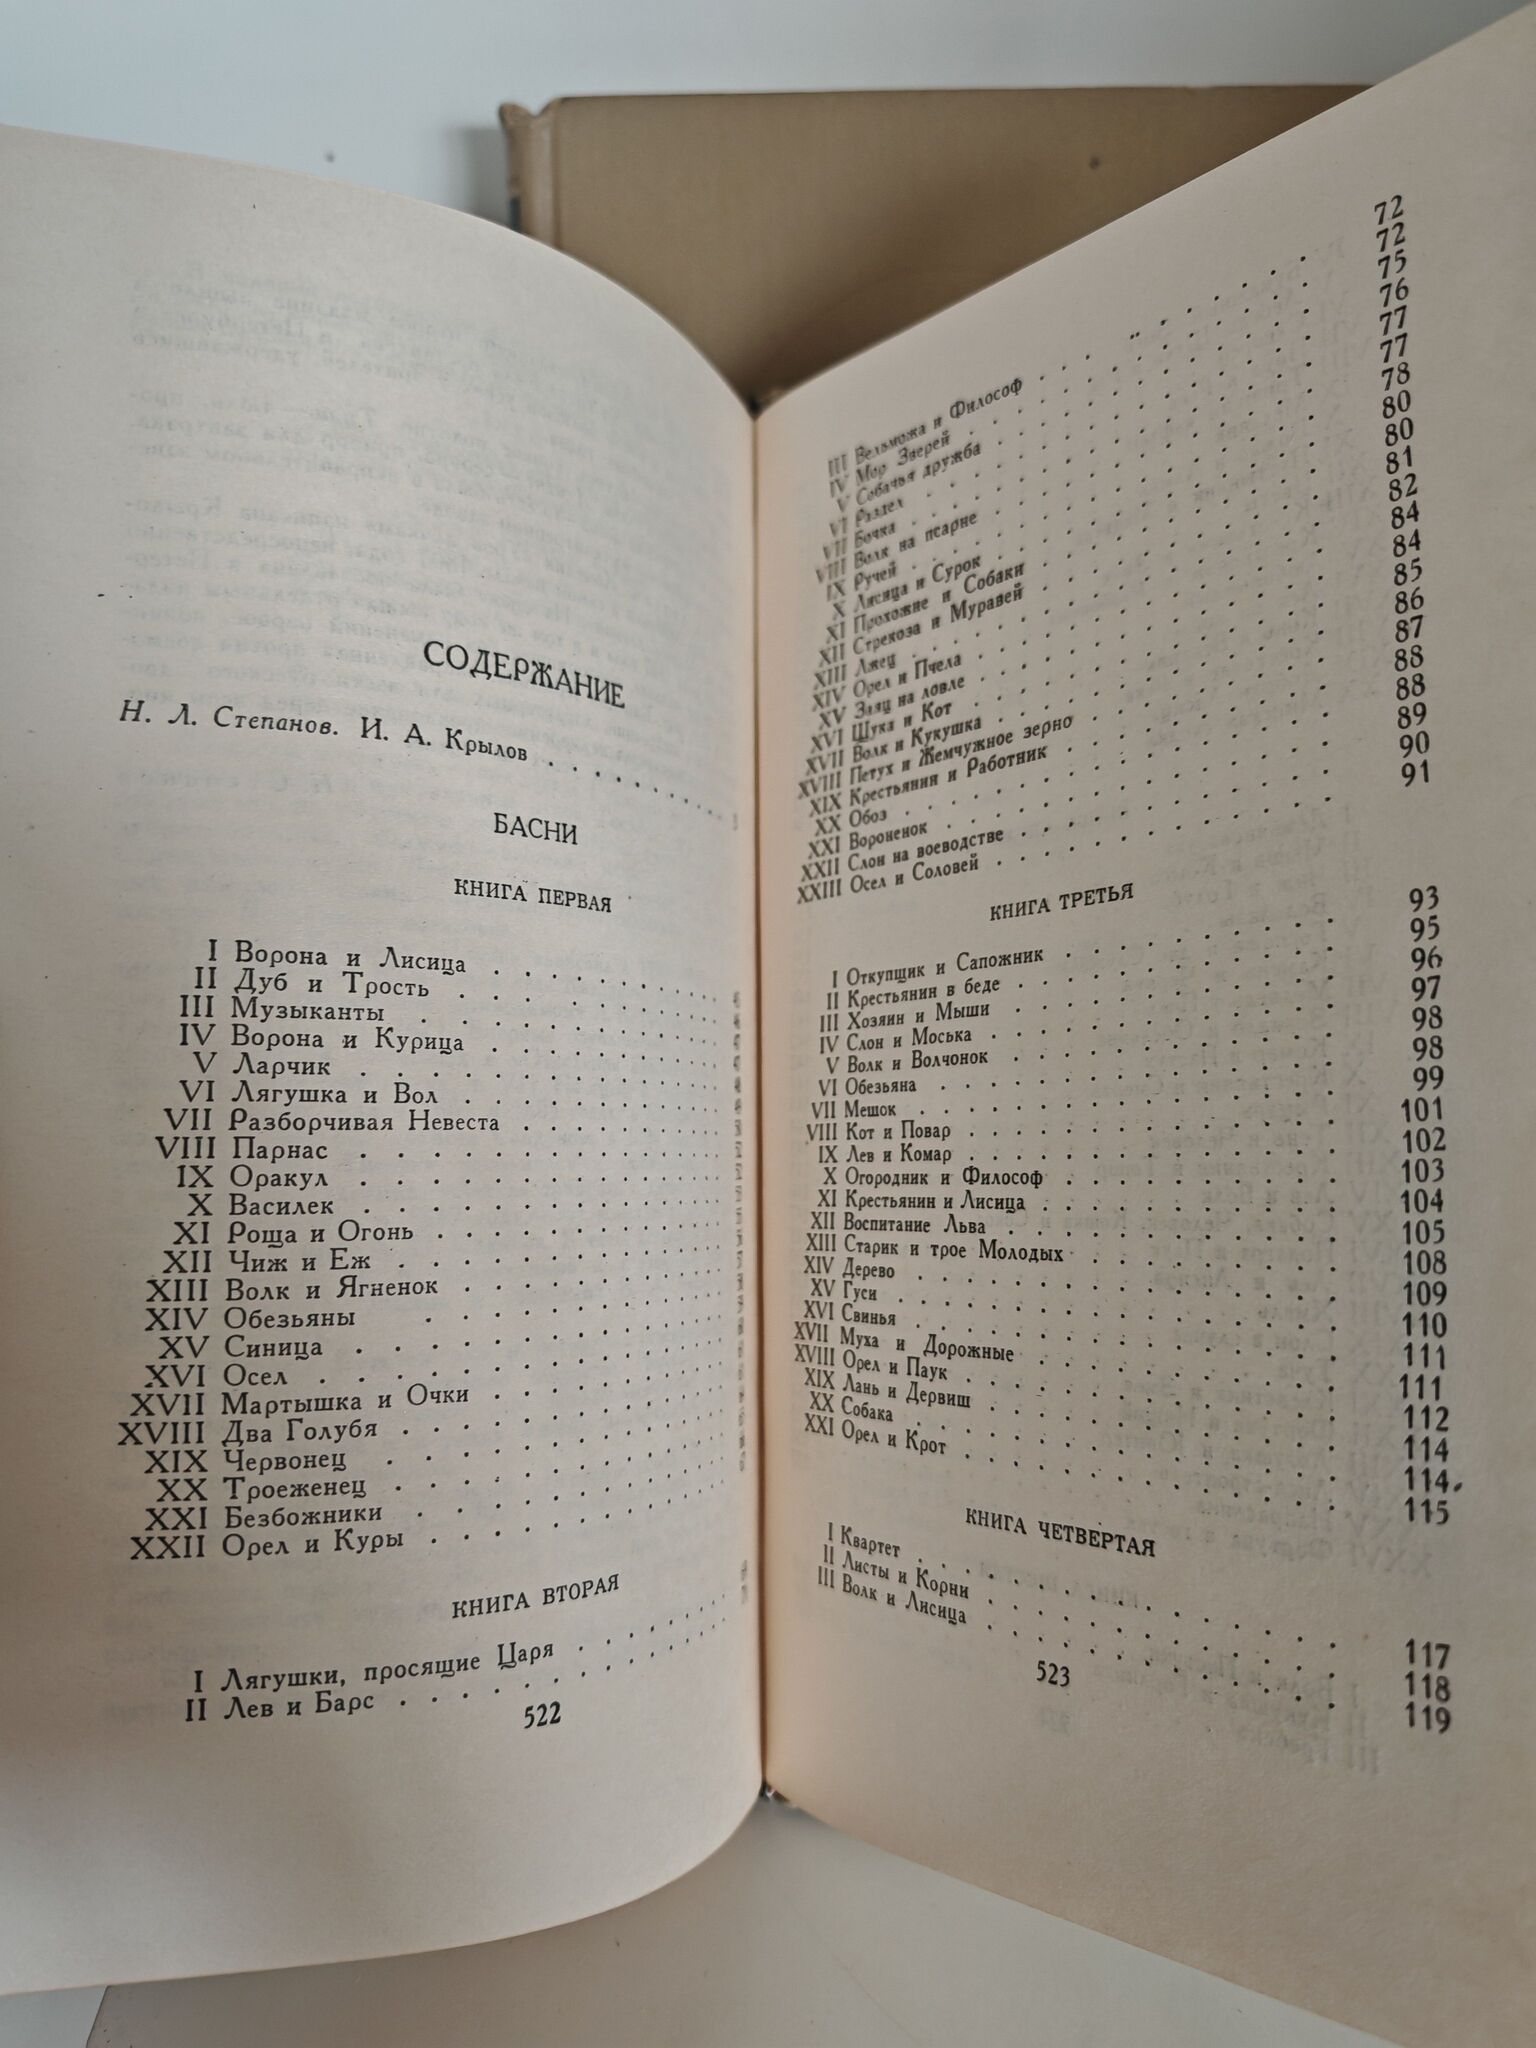 СОДЕРЖАНИЕ
Н. Л. Степанов. И. А. Крылов
БАСНИ
КНИГА ПЕРВАЯ
I Ворона и Лисица
II Дуб и Трость
III Музыканты
IV Ворона и Курица
V Ларчик
VI Лягушка и Вол
VII Разборчивая Невеста
VIII Парнас
IX Оракул
X Василек
XI Роща и Огонь
XII Чиж и Еж
XIII Волк и Ягненок
XIV Обезьяны
XV Синица
XVI Осел
XVII Мартышка и Очки
XVIII Два Голубя
XIX Червонец
XX Троеженец
XXI Безбожники
XXII Орел и Куры
КНИГА ВТОРАЯ
I Лягушки, просящие Царя
II Лев и Барс
522
III Вельможа и Философ 72
IV Мор Зверей 72
V Собачья дружба 75
VI Раздел 76
VII Бочка 77
VIII Волк на псарне 77
IX Ручей 78
X Лисица и Сурок 80
XI Прохожие и Собаки 80
XII Стрекоза и Муравей 81
XIII Лжец 82
XIV Орел и Пчела 84
XV Заяц на ловле 84
XVI Щука и Кот 85
XVII Волк и Кукушка 86
XVIII Петух и Жемчужное зерно 87
XIX Крестьянин и Работник 88
XX Обоз 88
XXI Вороненок 89
XXII Слон на воеводстве 90
XXIII Осел и Соловей 91
КНИГА ТРЕТЬЯ
I Откупщик и Сапожник 93
II Крестьянин в беде 95
III Хозяин и Мыши 96
IV Слон и Моська 97
V Волк и Волчонок 98
VI Обезьяна 98
VII Мешок 99
VIII Кот и Повар 101
IX Лев и Комар 102
X Огородник и Философ 103
XI Крестьянин и Лисица 104
XII Воспитание Льва 105
XIII Старик и трое Молодых 108
XIV Дерево 109
XV Гуси 110
XVI Свинья 111
XVII Муха и Дорожные 111
XVIII Орел и Паук 112
XIX Лань и Дервиш 114
XX Собака 114
XXI Орел и Крот 115
КНИГА ЧЕТВЕРТАЯ
I Квартет 117
II Листы и Корни 118
III Волк и Лисица 119
523